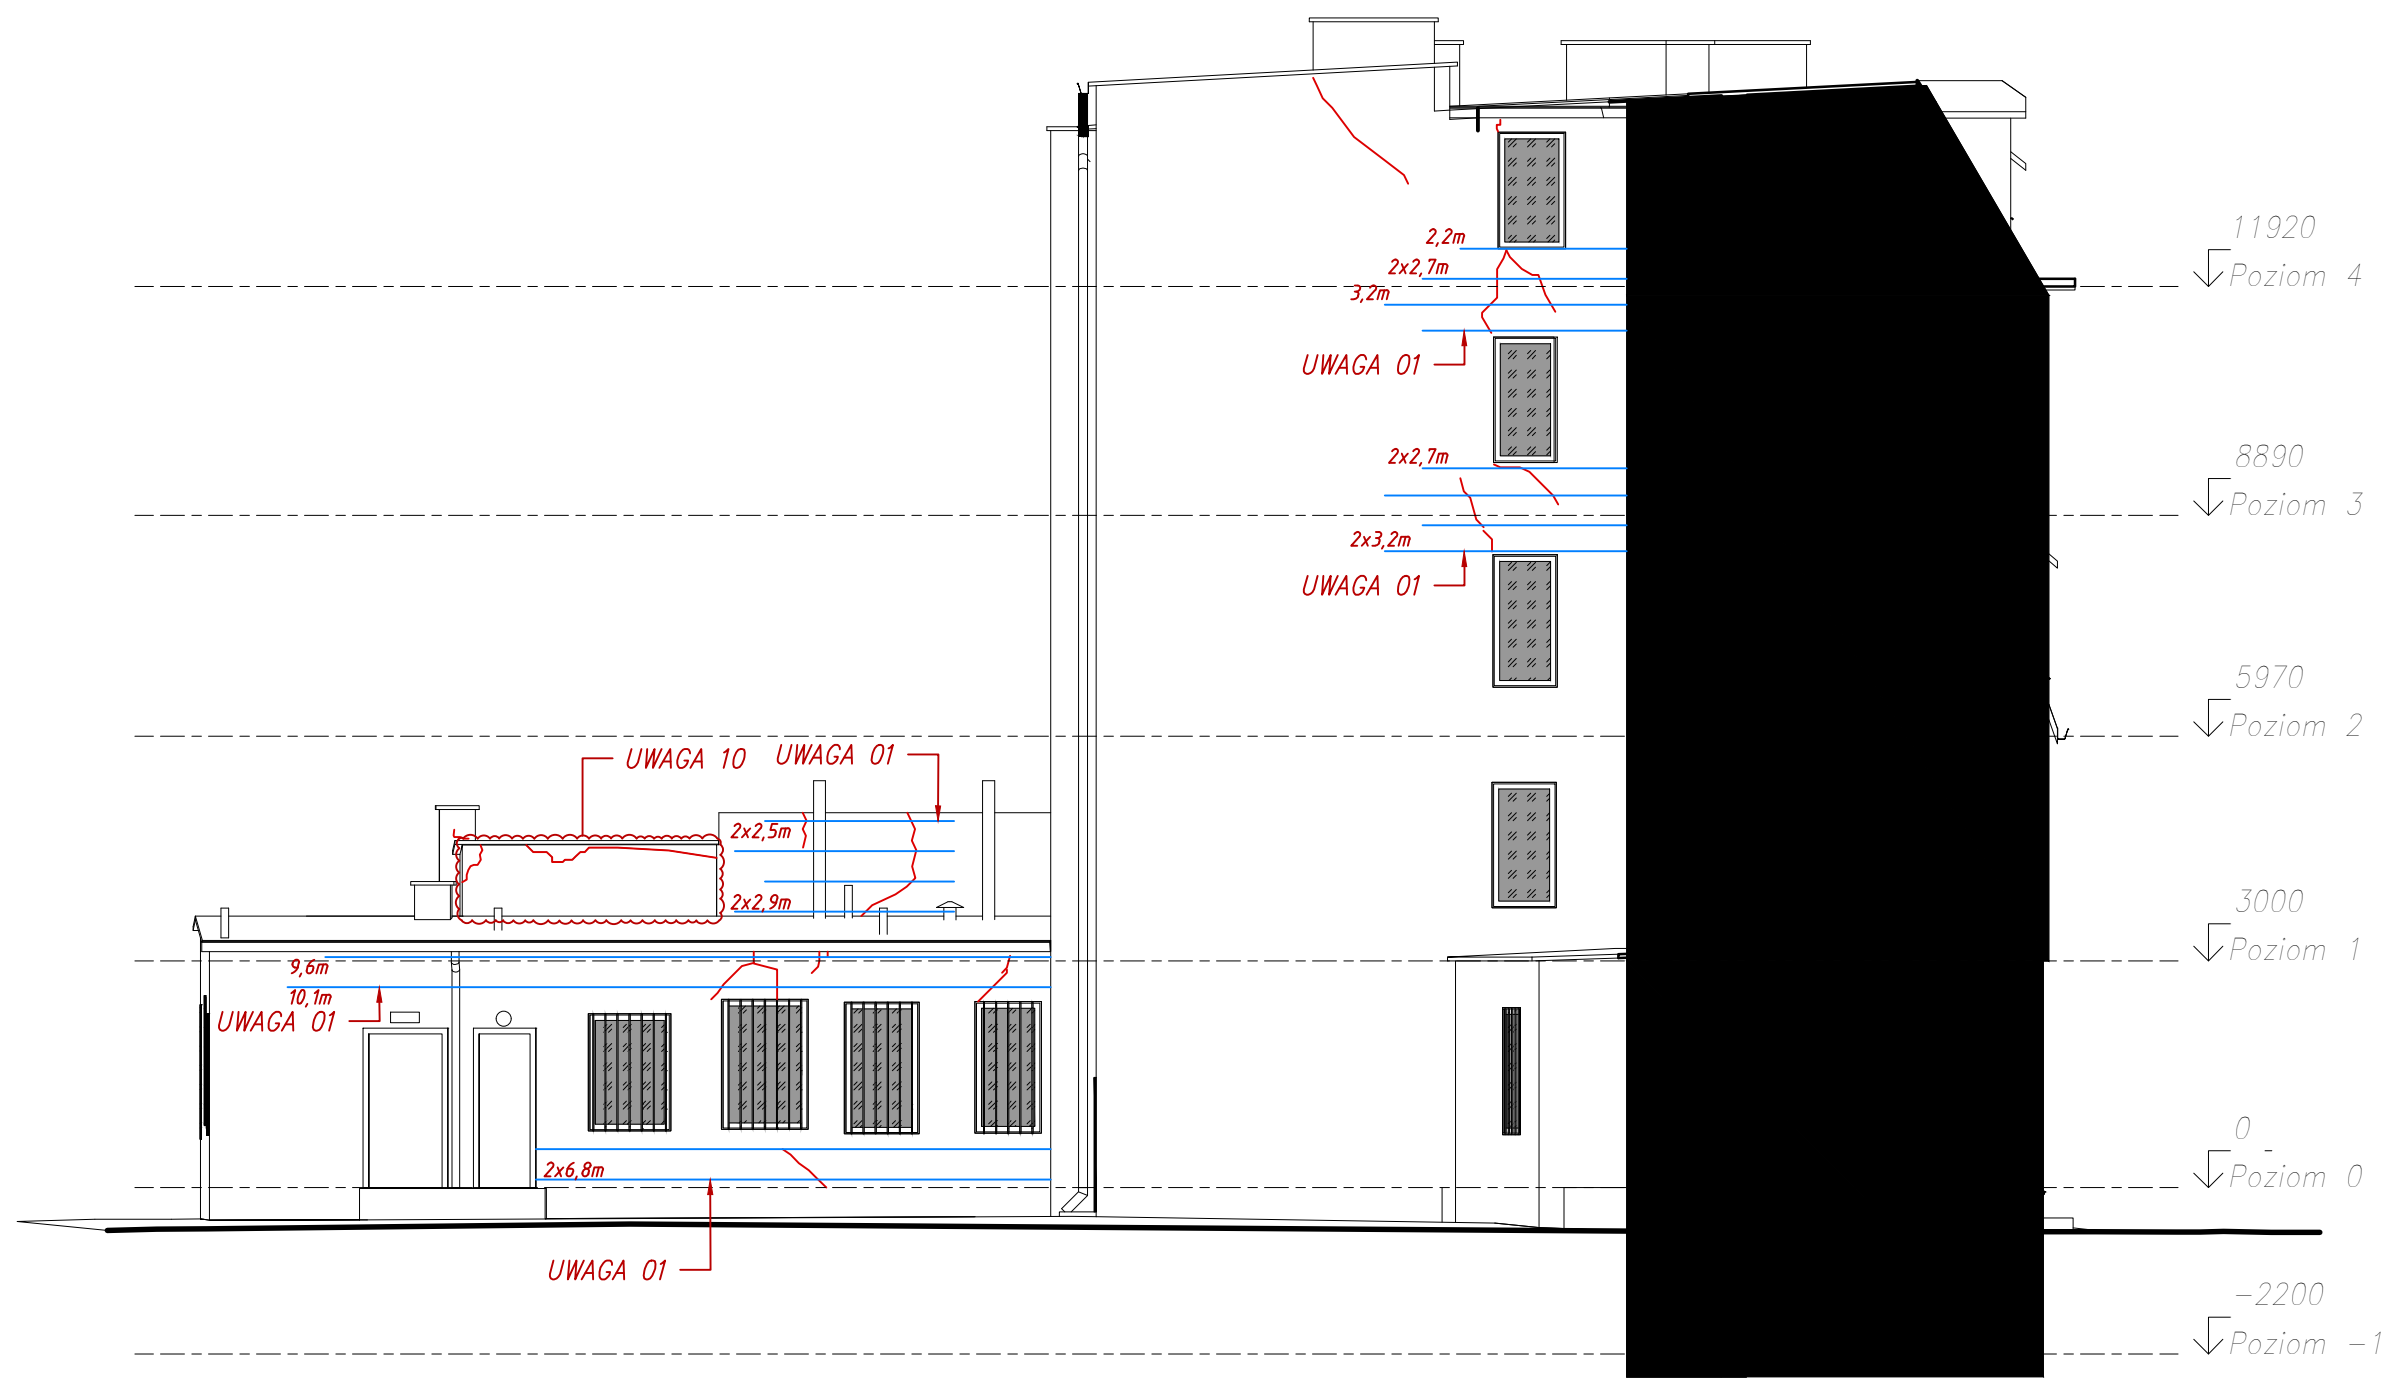 11920
2,2m
2x2,7m
Poziom 4
3,2m
UWAGA 01
8890
2x2,7m
Poziom 3
2x3,2m
UWAGA 01
5970
Poziom 2
UWAGA 10
UWAGA 01
2x2,5m
3000
2x2,9m
Poziom 1
9,6m
10,1m
UWAGA 01
0
2x6,8m
Poziom 0
UWAGA 01
-2200
Poziom -1